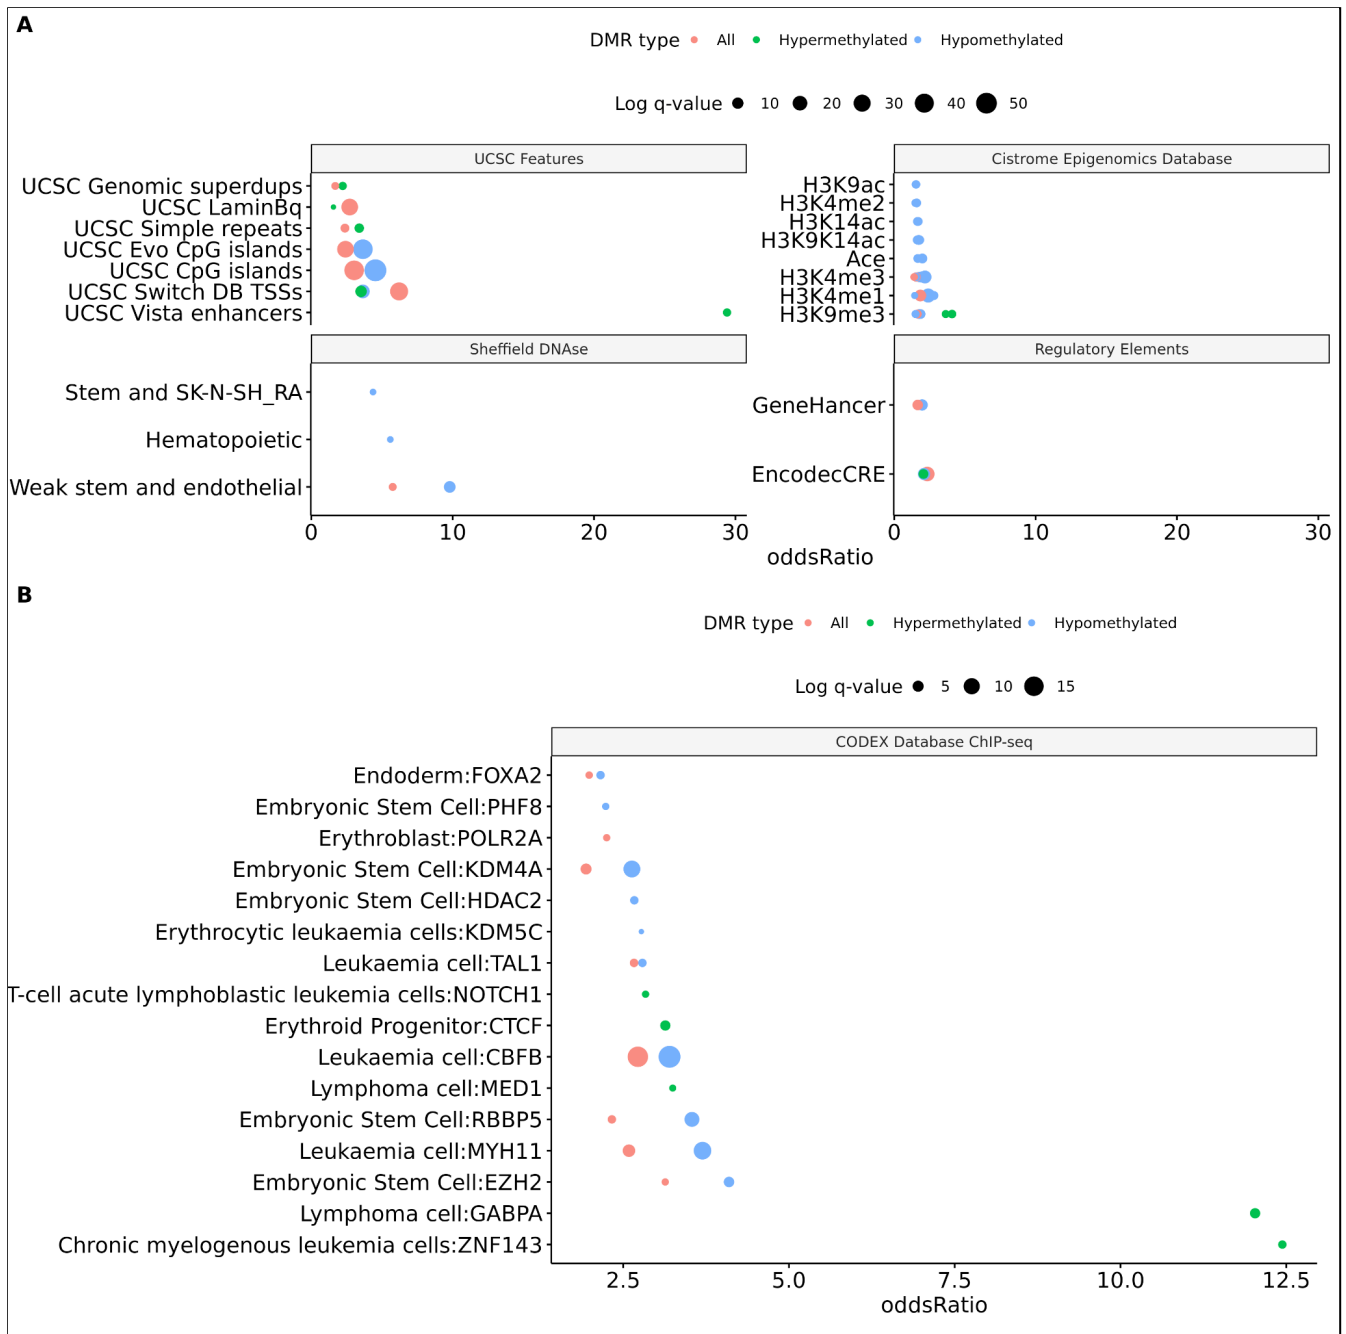 A
DMR type All Hypermethylated Hypomethylated
Log q-value 10 20 30 40 50
UCSC Features
UCSC Genomic superdups
UCSC LaminBq
UCSC Simple repeats
UCSC Evo CpG islands
UCSC CpG islands
UCSC Switch DB TSSs
UCSC Vista enhancers
Cistrome Epigenomics Database
H3K9ac
H3K4me2
H3K14ac
H3K9K14ac
Ace
H3K4me3
H3K4me1
H3K9me3
Sheffield DNAse
Stem and SK-N-SH_RA
Hematopoietic
Weak stem and endothelial
0 10 20 30
Regulatory Elements
GeneHancer
EncodecCRE
0 10 20 30
oddsRatio
B
DMR type All Hypermethylated Hypomethylated
Log q-value 5 10 15
CODEX Database ChIP-seq
Endoderm:FOXA2
Embryonic Stem Cell:PHF8
Erythroblast:POLR2A
Embryonic Stem Cell:KDM4A
Embryonic Stem Cell:HDAC2
Erythrocytic leukaemia cells:KDM5C
Leukaemia cell:TAL1
T-cell acute lymphoblastic leukemia cells:NOTCH1
Erythroid Progenitor:CTCF
Leukaemia cell:CBFB
Lymphoma cell:MED1
Embryonic Stem Cell:RBBP5
Leukaemia cell:MYH11
Embryonic Stem Cell:EZH2
Lymphoma cell:GABPA
Chronic myelogenous leukemia cells:ZNF143
2.5 5.0 7.5 10.0 12.5
oddsRatio